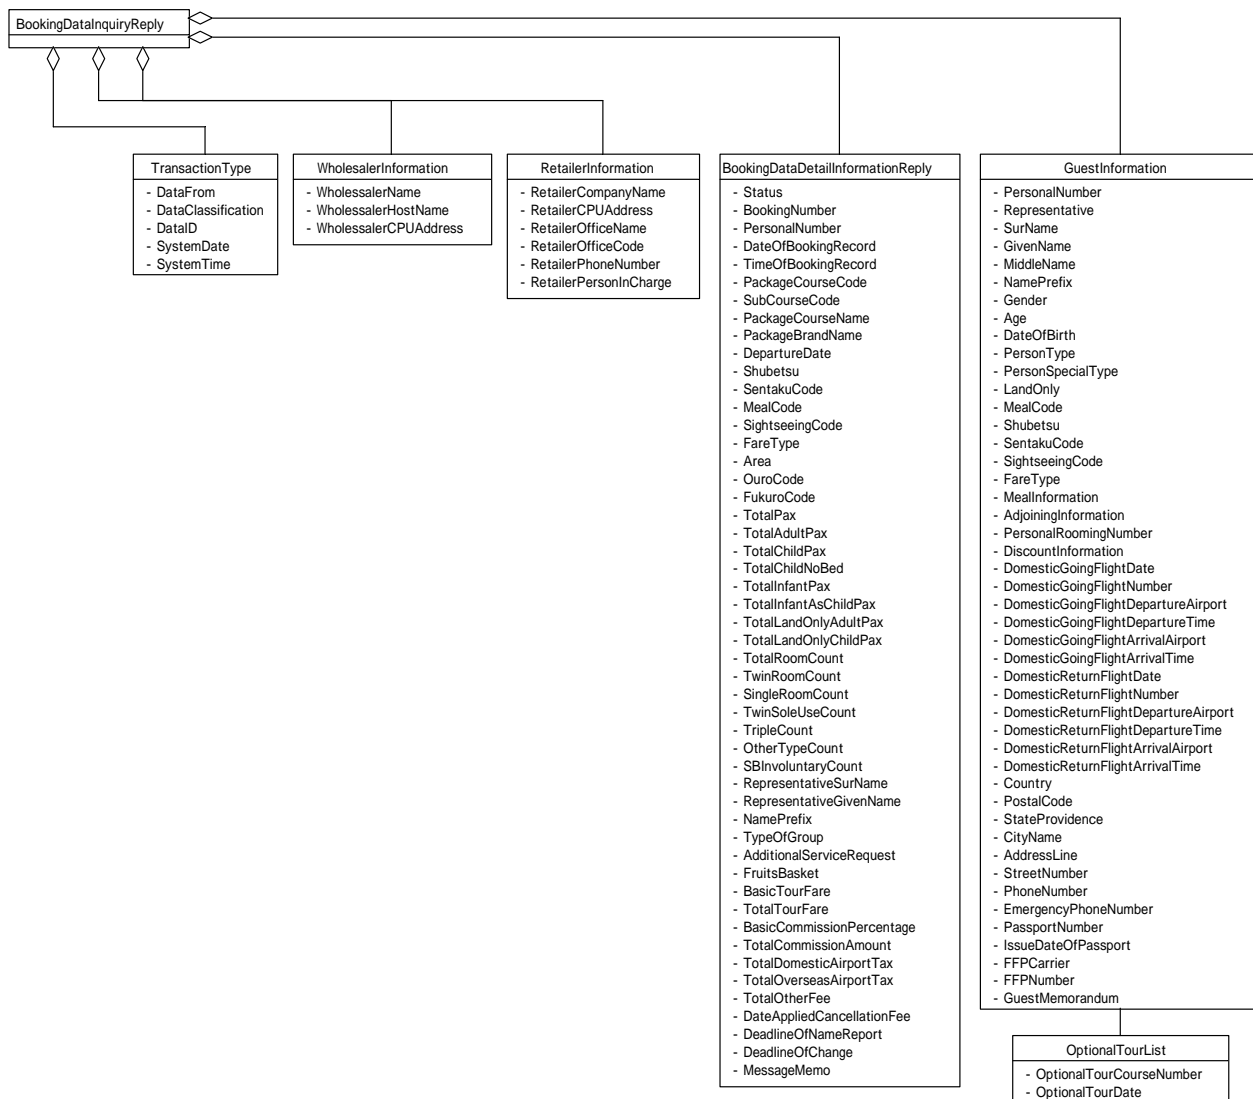 BookingDataInquiryReply
TransactionType
- DataFrom
- DataClassification
- DataID
- SystemDate
- SystemTime
WholesalerInformation
- WholessalerName
- WholessalerHostName
- WholessalerCPUAddress
RetailerInformation
- RetailerCompanyName
- RetailerCPUAddress
- RetailerOfficeName
- RetailerOfficeCode
- RetailerPhoneNumber
- RetailerPersonInCharge
BookingDataDetailInformationReply
- Status
- BookingNumber
- PersonalNumber
- DateOfBookingRecord
- TimeOfBookingRecord
- PackageCourseCode
- SubCourseCode
- PackageCourseName
- PackageBrandName
- DepartureDate
- Shubetsu
- SentakuCode
- MealCode
- SightseeingCode
- FareType
- Area
- OuroCode
- FukuroCode
- TotalPax
- TotalAdultPax
- TotalChildPax
- TotalChildNoBed
- TotalInfantPax
- TotalInfantAsChildPax
- TotalLandOnlyAdultPax
- TotalLandOnlyChildPax
- TotalRoomCount
- TwinRoomCount
- SingleRoomCount
- TwinSoleUseCount
- TripleCount
- OtherTypeCount
- SBInvoluntaryCount
- RepresentativeSurName
- RepresentativeGivenName
- NamePrefix
- TypeOfGroup
- AdditionalServiceRequest
- FruitsBasket
- BasicTourFare
- TotalTourFare
- BasicCommissionPercentage
- TotalCommissionAmount
- TotalDomesticAirportTax
- TotalOverseasAirportTax
- TotalOtherFee
- DateAppliedCancellationFee
- DeadlineOfNameReport
- DeadlineOfChange
- MessageMemo
GuestInformation
- PersonalNumber
- Representative
- SurName
- GivenName
- MiddleName
- NamePrefix
- Gender
- Age
- DateOfBirth
- PersonType
- PersonSpecialType
- LandOnly
- MealCode
- Shubetsu
- SentakuCode
- SightseeingCode
- FareType
- MealInformation
- AdjoiningInformation
- PersonalRoomingNumber
- DiscountInformation
- DomesticGoingFlightDate
- DomesticGoingFlightNumber
- DomesticGoingFlightDepartureAirport
- DomesticGoingFlightDepartureTime
- DomesticGoingFlightArrivalAirport
- DomesticGoingFlightArrivalTime
- DomesticReturnFlightDate
- DomesticReturnFlightNumber
- DomesticReturnFlightDepartureAirport
- DomesticReturnFlightDepartureTime
- DomesticReturnFlightArrivalAirport
- DomesticReturnFlightArrivalTime
- Country
- PostalCode
- StateProvidence
- CityName
- AddressLine
- StreetNumber
- PhoneNumber
- EmergencyPhoneNumber
- PassportNumber
- IssueDateOfPassport
- FFPCarrier
- FFPNumber
- GuestMemorandum
OptionalTourList
- OptionalTourCourseNumber
- OptionalTourDate